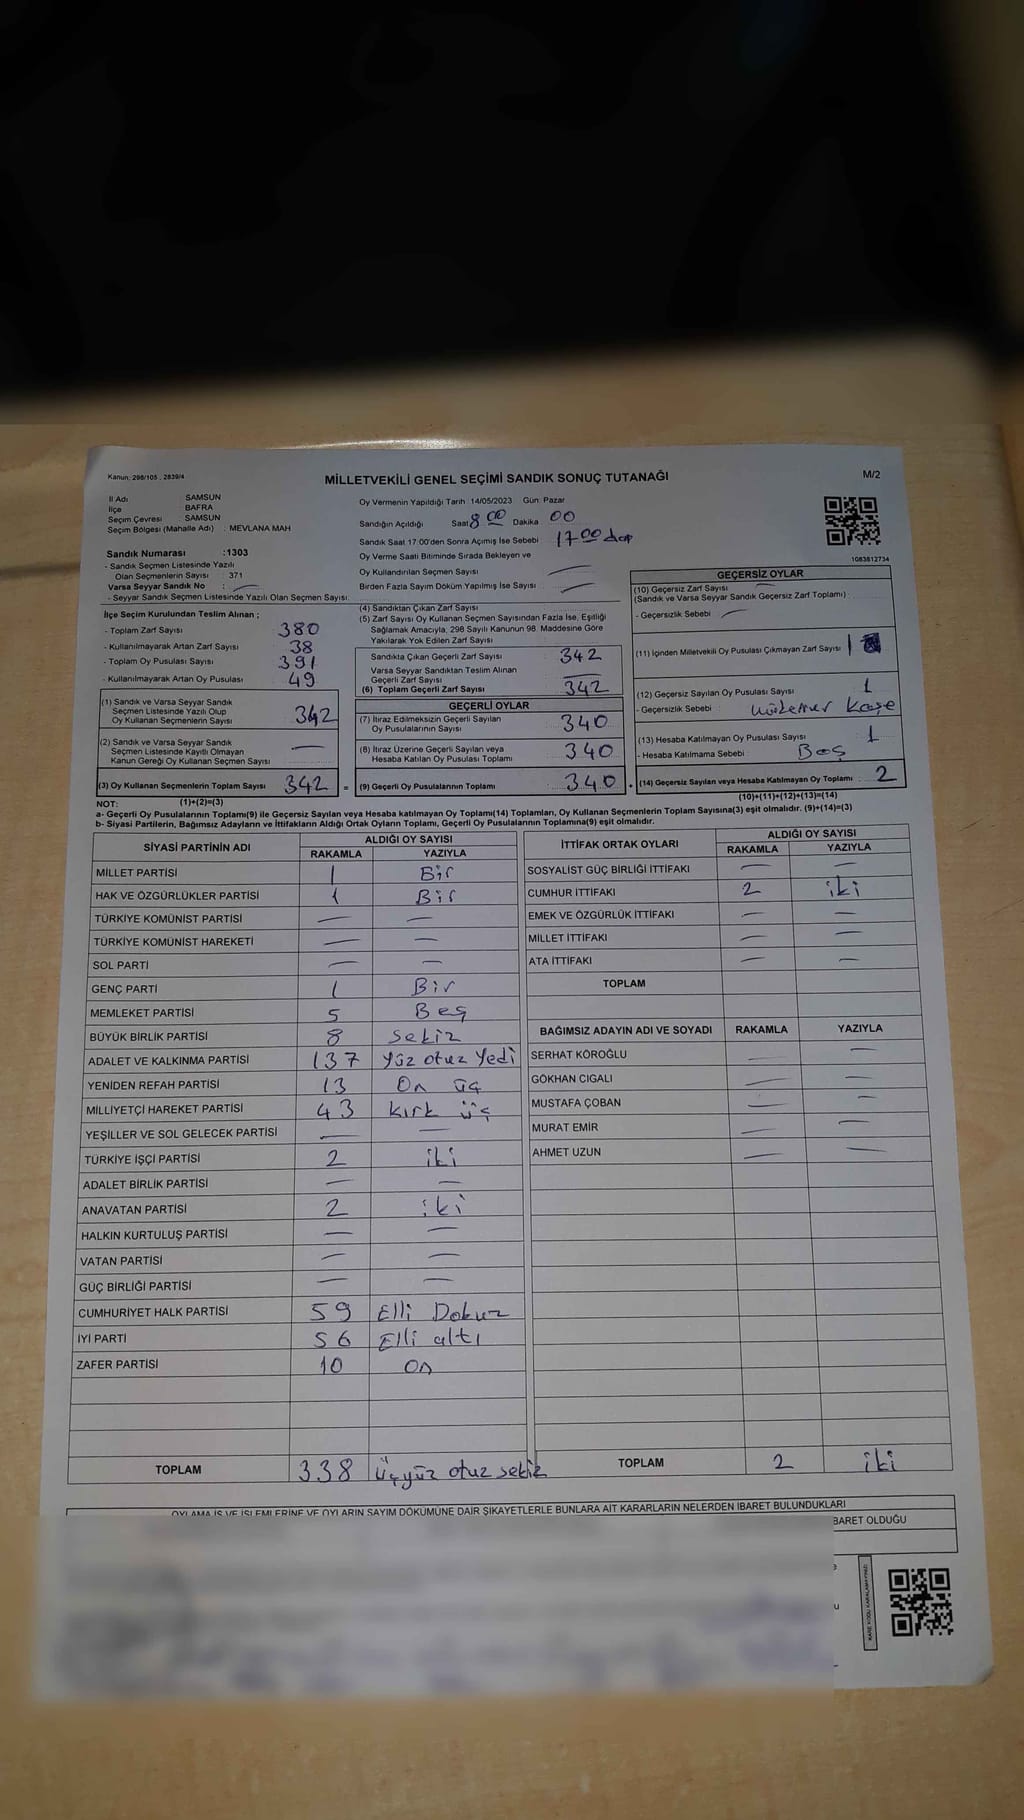 Kanun: 298/105 , 2839/4
MİLLETVEKİLİ GENEL SEÇİMİ SANDIK SONUÇ TUTANAĞI
M/2
İl Adı SAMSUN
İlçe BAFRA
Seçim Çevresi SAMSUN
Seçim Bölgesi (Mahalle Adı) : MEVLANA MAH
Oy Vermenin Yapıldığı Tarih :14/05/2023 Gün: Pazar
Sandığın Açıldığı Saat 8 00 Dakika 00
Sandık Saat 17:00'den Sonra Açılmış İse Sebebi 17 00 de
Oy Verme Saati Bitiminde Sırada Bekleyen ve
Oy Kullandırılan Seçmen Sayısı —
Birden Fazla Sayım Döküm Yapılmış İse Sayısı —
1083812734
Sandık Numarası :1303
- Sandık Seçmen Listesinde Yazılı
Olan Seçmenlerin Sayısı : 371
Varsa Seyyar Sandık No : —
- Seyyar Sandık Seçmen Listesinde Yazılı Olan Seçmen Sayısı:
İlçe Seçim Kurulundan Teslim Alınan ;
- Toplam Zarf Sayısı 380
- Kullanılmayarak Artan Zarf Sayısı 38
- Toplam Oy Pusulası Sayısı 391
- Kullanılmayarak Artan Oy Pusulası 49
(1) Sandık ve Varsa Seyyar Sandık
Seçmen Listesinde Yazılı Olup
Oy Kullanan Seçmenlerin Sayısı 342
(2) Sandık ve Varsa Seyyar Sandık
Seçmen Listesinde Kayıtlı Olmayan
Kanun Gereği Oy Kullanan Seçmen Sayısı —
(3) Oy Kullanan Seçmenlerin Toplam Sayısı 342 =
(1)+(2)=(3)
(4) Sandıktan Çıkan Zarf Sayısı
(5) Zarf Sayısı Oy Kullanan Seçmen Sayısından Fazla İse, Eşitliği
Sağlamak Amacıyla, 298 Sayılı Kanunun 98. Maddesine Göre
Yakılarak Yok Edilen Zarf Sayısı
Sandıkta Çıkan Geçerli Zarf Sayısı 342
Varsa Seyyar Sandıktan Teslim Alınan
Geçerli Zarf Sayısı —
(6) Toplam Geçerli Zarf Sayısı 342
GEÇERLİ OYLAR
(7) İtiraz Edilmeksizin Geçerli Sayılan
Oy Pusulalarının Sayısı 340
(8) İtiraz Üzerine Geçerli Sayılan veya
Hesaba Katılan Oy Pusulası Toplamı 340
(9) Geçerli Oy Pusulalarının Toplamı 340 +
GEÇERSİZ OYLAR
(10) Geçersiz Zarf Sayısı —
(Sandık ve Varsa Seyyar Sandık Geçersiz Zarf Toplamı)
- Geçersizlik Sebebi : —
(11) İçinden Milletvekili Oy Pusulası Çıkmayan Zarf Sayısı
(12) Geçersiz Sayılan Oy Pusulası Sayısı 1
- Geçersizlik Sebebi : Mükerrer Kaşe
(13) Hesaba Katılmayan Oy Pusulası Sayısı 1
- Hesaba Katılmama Sebebi : Boş
(14) Geçersiz Sayılan veya Hesaba Katılmayan Oy Toplamı : 2
(10)+(11)+(12)+(13)=(14)
NOT:
a- Geçerli Oy Pusulalarının Toplamı(9) ile Geçersiz Sayılan veya Hesaba katılmayan Oy Toplamı(14) Toplamları, Oy Kullanan Seçmenlerin Toplam Sayısına(3) eşit olmalıdır. (9)+(14)=(3)
b- Siyasi Partilerin, Bağımsız Adayların ve İttifakların Aldığı Ortak Oyların Toplamı, Geçerli Oy Pusulalarının Toplamına(9) eşit olmalıdır.
SİYASİ PARTİNİN ADI ALDIĞI OY SAYISI
RAKAMLA YAZIYLA
MİLLET PARTİSİ 1 Bir
HAK VE ÖZGÜRLÜKLER PARTİSİ 1 Bir
TÜRKİYE KOMÜNİST PARTİSİ — —
TÜRKİYE KOMÜNİST HAREKETİ — —
SOL PARTİ — —
GENÇ PARTİ 1 Bir
MEMLEKET PARTİSİ 5 Beş
BÜYÜK BİRLİK PARTİSİ 8 Sekiz
ADALET VE KALKINMA PARTİSİ 137 Yüz otuz Yedi
YENİDEN REFAH PARTİSİ 13 On üç
MİLLİYETÇİ HAREKET PARTİSİ 43 kırk üç
YEŞİLLER VE SOL GELECEK PARTİSİ — —
TÜRKİYE İŞÇİ PARTİSİ 2 iki
ADALET BİRLİK PARTİSİ — —
ANAVATAN PARTİSİ 2 iki
HALKIN KURTULUŞ PARTİSİ — —
VATAN PARTİSİ — —
GÜÇ BİRLİĞİ PARTİSİ — —
CUMHURİYET HALK PARTİSİ 59 Elli Dokuz
İYİ PARTİ 56 Elli altı
ZAFER PARTİSİ 10 On
TOPLAM 338 üçyüz otuz sekiz
İTTİFAK ORTAK OYLARI ALDIĞI OY SAYISI
RAKAMLA YAZIYLA
SOSYALİST GÜÇ BİRLİĞİ İTTİFAKI — —
CUMHUR İTTİFAKI 2 iki
EMEK VE ÖZGÜRLÜK İTTİFAKI — —
MİLLET İTTİFAKI — —
ATA İTTİFAKI — —
TOPLAM
BAĞIMSIZ ADAYIN ADI VE SOYADI RAKAMLA YAZIYLA
SERHAT KÖROĞLU — —
GÖKHAN CIGALI — —
MUSTAFA ÇOBAN — —
MURAT EMİR — —
AHMET UZUN — —
TOPLAM 2 iki
OYLAMA İŞ VE İŞLEMLERİNE VE OYLARIN SAYIM DÖKÜMÜNE DAİR ŞİKAYETLERLE BUNLARA AİT KARARLARIN NELERDEN İBARET BULUNDUKLARI
BARET OLDUĞU
KARE KODU KARALAMAYINIZ!